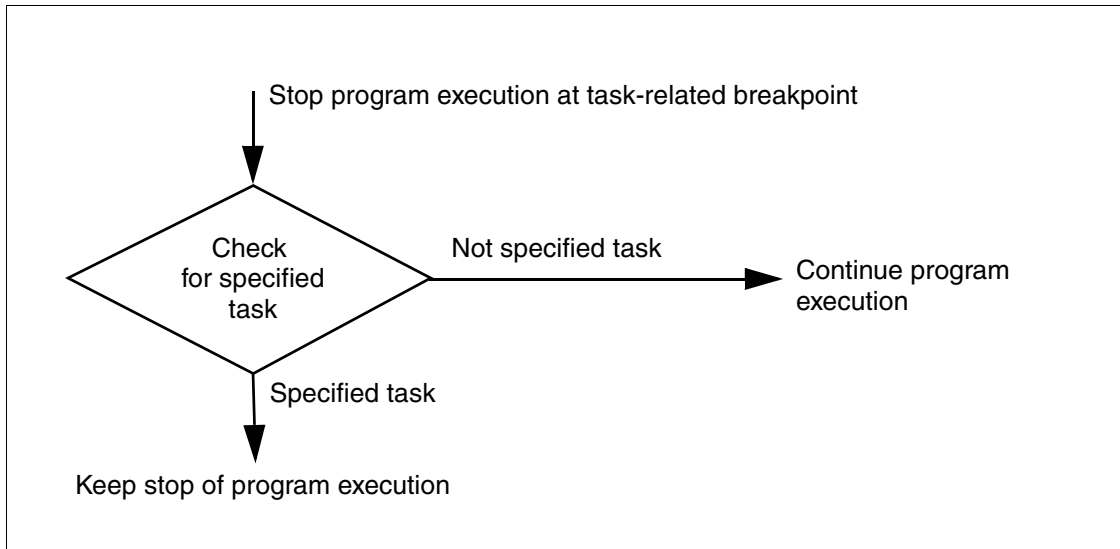 Stop program execution at task-related breakpoint
Check
for specified
task
Not specified task
Continue program
execution
Specified task
Keep stop of program execution